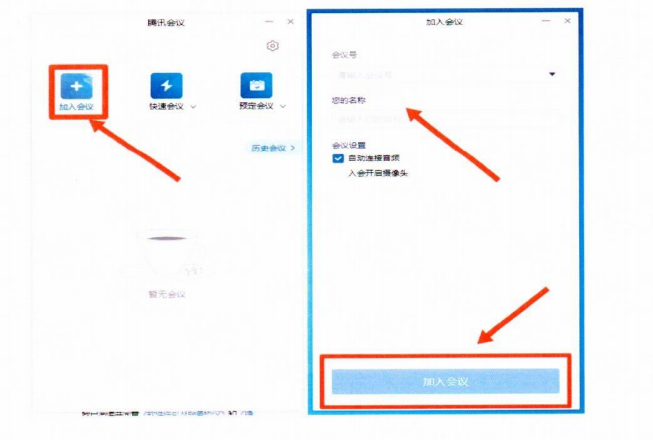 腾讯会议
加入会议
快速会议
预定会议
历史会议 >
暂无会议
加入会议
会议号
您的名称
会议设置
自动连接音频
入会开启摄像头
加入会议